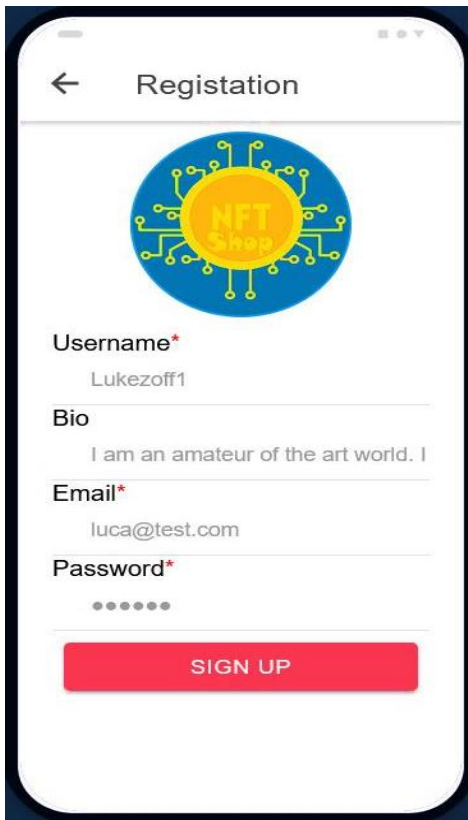 Registation
NFT
Shop
Username*
Lukezoff1
Bio
I am an amateur of the art world. I
Email*
luca@test.com
Password*
••••••
SIGN UP